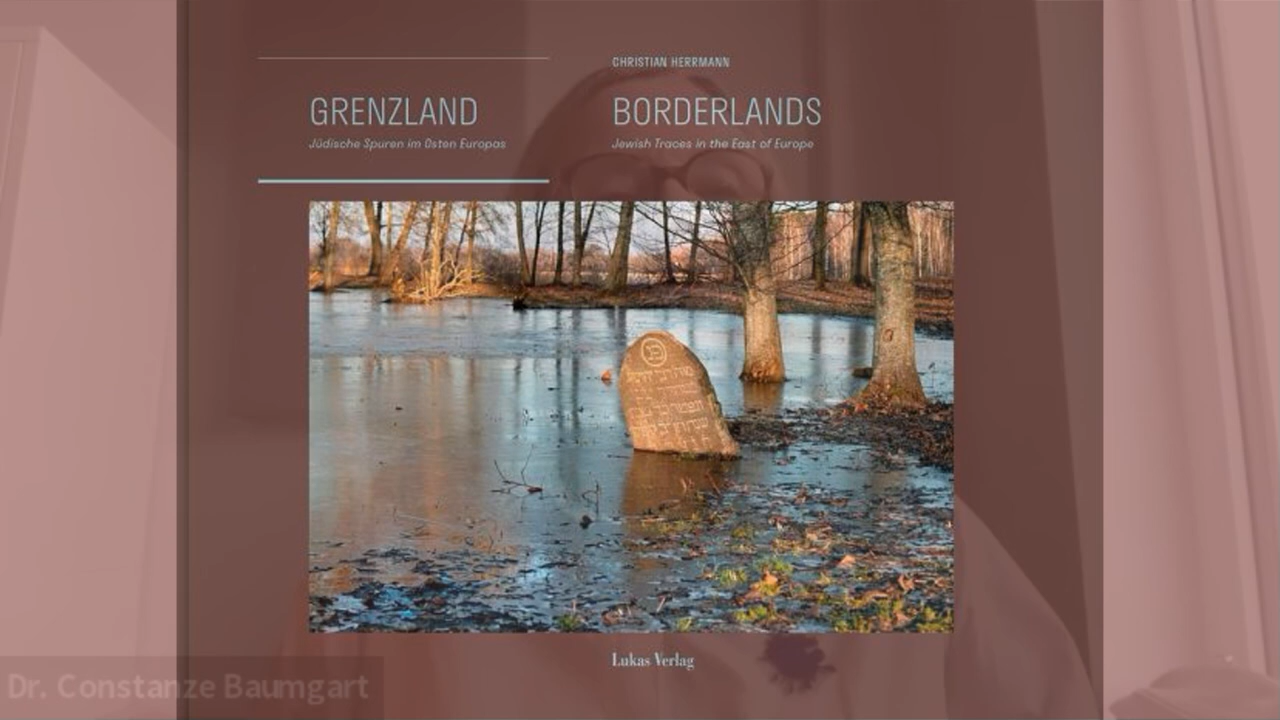 GRENZLAND
Jüdische Spuren im Osten Europas
CHRISTIAN HERRMANN
BORDERLANDS
Jewish Traces in the East of Europe
Lukas Verlag
Dr. Constanze Baumgart